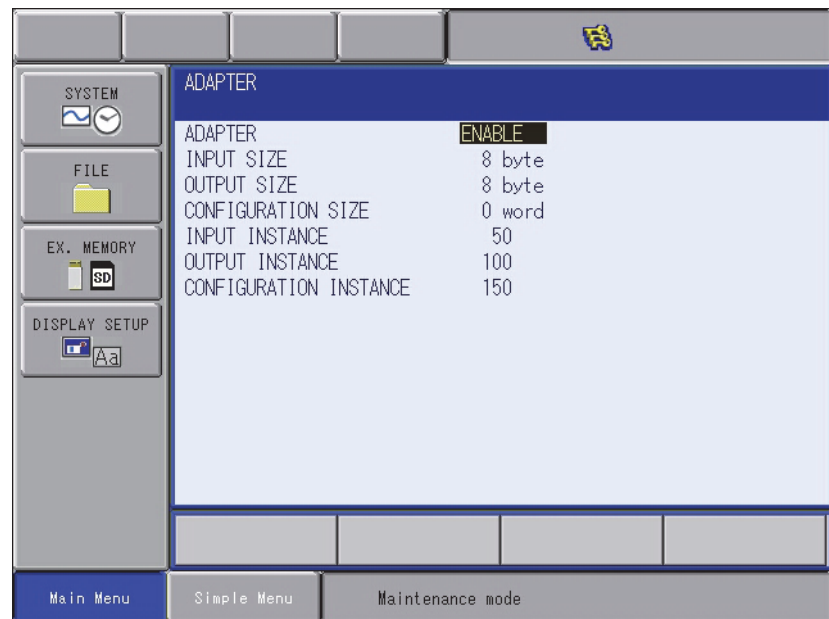 SYSTEM
FILE
EX. MEMORY
SD
DISPLAY SETUP
Aa
ADAPTER
ADAPTER ENABLE
INPUT SIZE 8 byte
OUTPUT SIZE 8 byte
CONFIGURATION SIZE 0 word
INPUT INSTANCE 50
OUTPUT INSTANCE 100
CONFIGURATION INSTANCE 150
Main Menu Simple Menu Maintenance mode